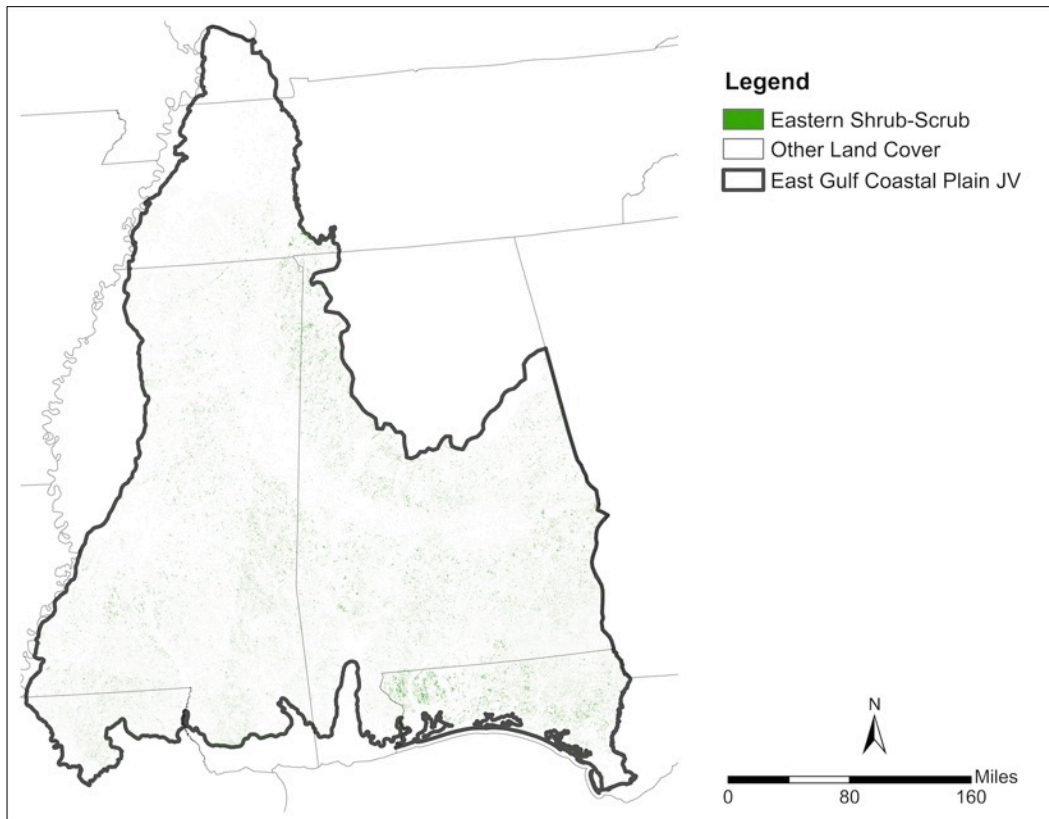 Legend
Eastern Shrub-Scrub
Other Land Cover
East Gulf Coastal Plain JV
N
Miles
0 80 160